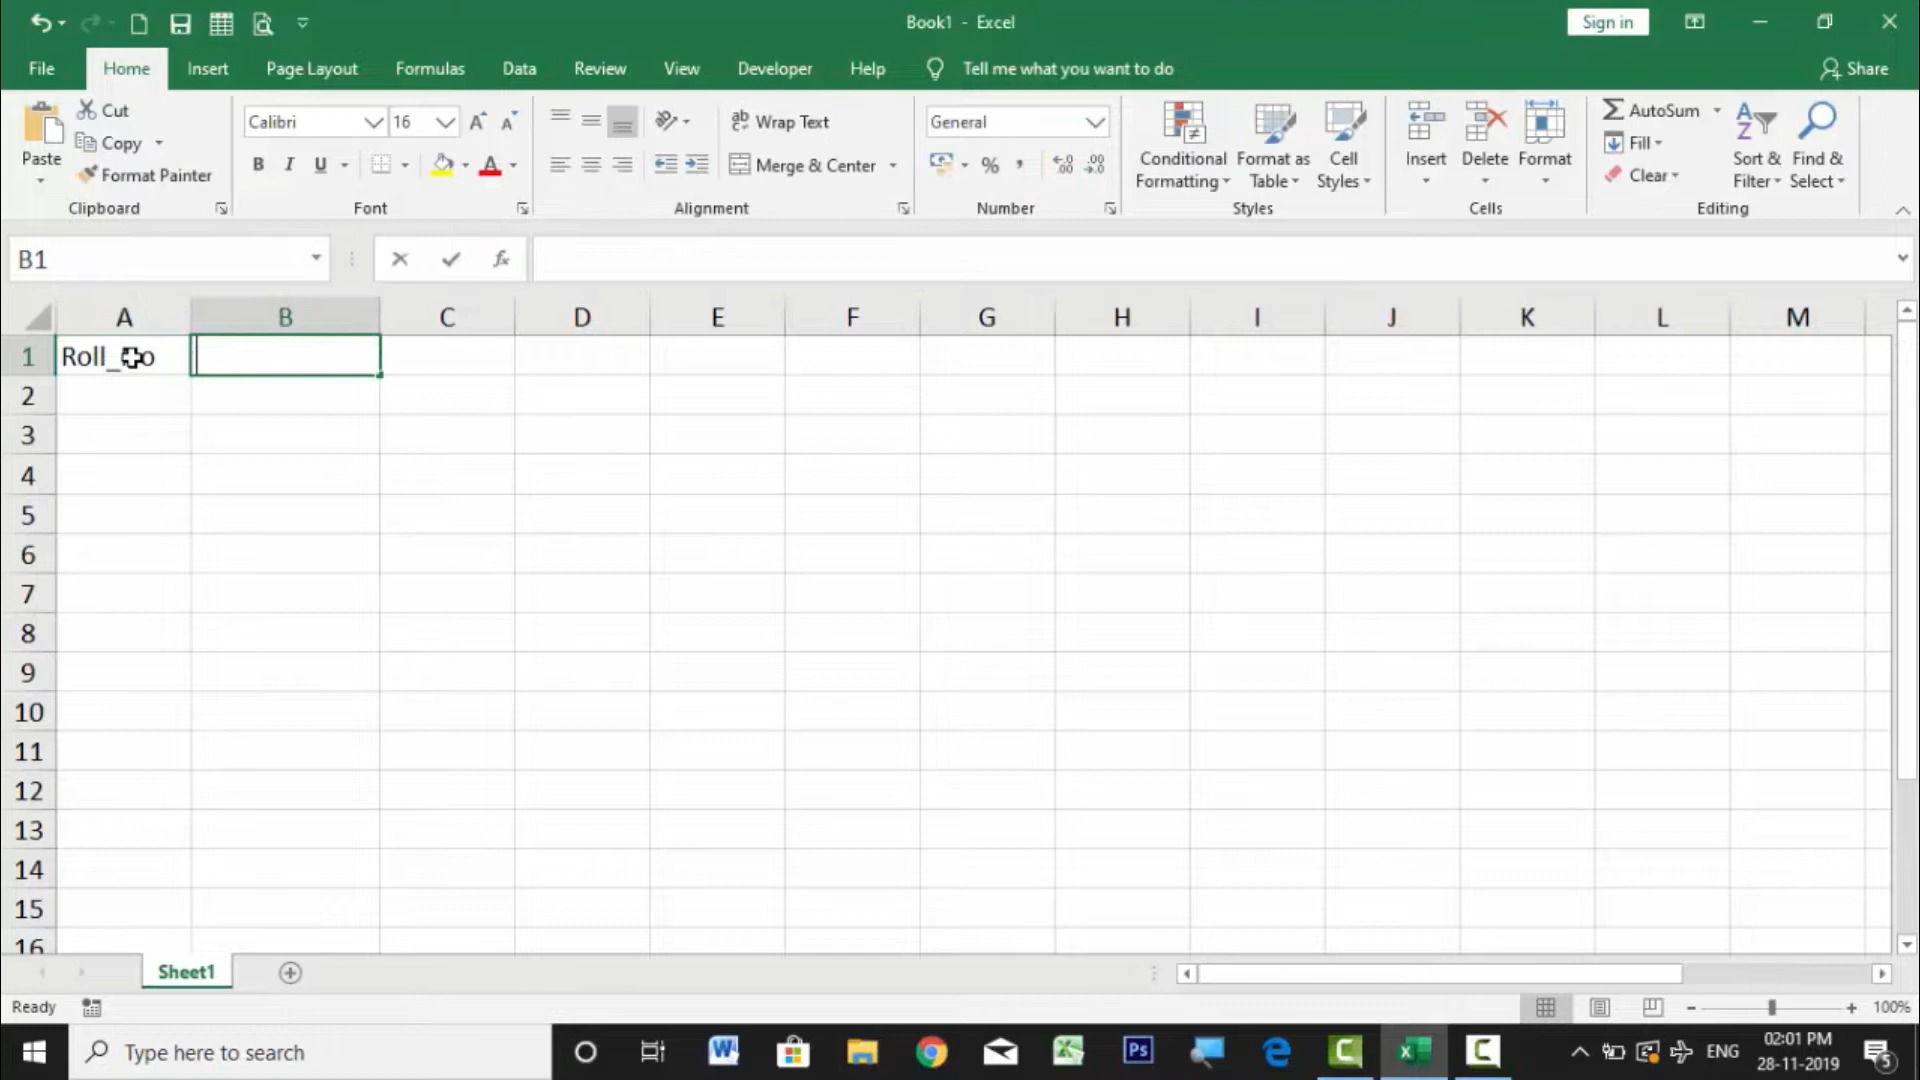 Book1 - Excel
Sign in
File Home Insert Page Layout Formulas Data Review View Developer Help Tell me what you want to do Share
Paste
Cut
Copy
Format Painter
Clipboard
Calibri 16
B I U
Font
Wrap Text
Merge & Center
Alignment
General
%
Number
Conditional Formatting
Format as Table
Cell Styles
Styles
Insert Delete Format
Cells
AutoSum
Fill
Clear
Sort & Filter
Find & Select
Editing
B1 fx
A B C D E F G H I J K L M
1
2
3
4
5
6
7
8
9
10
11
12
13
14
15
16
Sheet1
Ready 100%
Type here to search
Ps
ENG
02:01 PM
28-11-2019
5